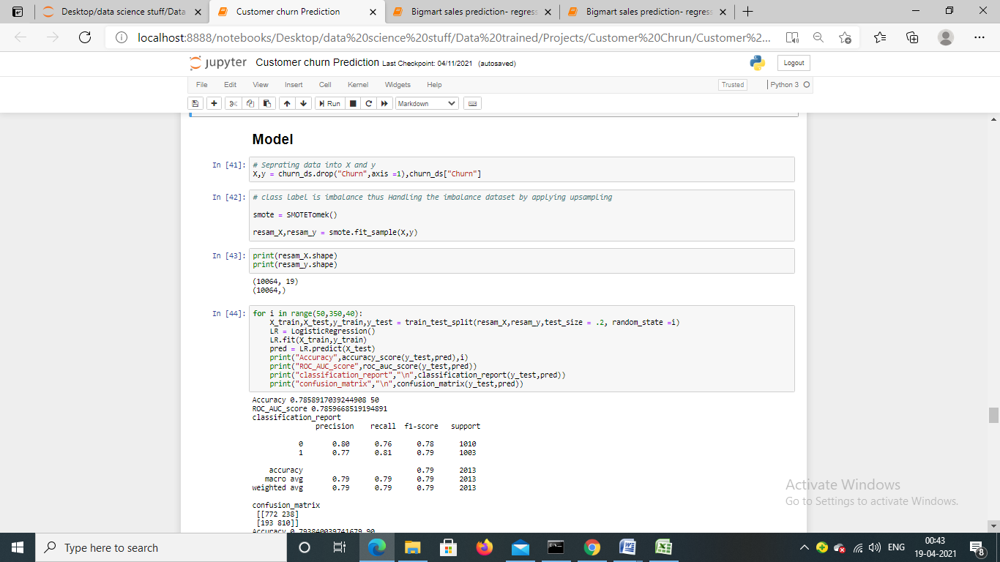 Desktop/data science stuff/Data
Customer churn Prediction
Bigmart sales prediction- regress
Bigmart sales prediction- regress
localhost:8888/notebooks/Desktop/data%20science%20stuff/Data%20trained/Projects/Customer%20Chrun/Customer%2...
jupyter Customer churn Prediction Last Checkpoint: 04/11/2021 (autosaved)
Logout
File Edit View Insert Cell Kernel Widgets Help
Trusted
Python 3
Run
Markdown
Model
In [41]: # Seprating data into X and y
X,y = churn_ds.drop("Churn",axis =1),churn_ds["Churn"]
In [42]: # class label is imbalance thus Handling the imbalance dataset by applying upsampling
smote = SMOTETomek()
resam_X,resam_y = smote.fit_sample(X,y)
In [43]: print(resam_X.shape)
print(resam_y.shape)
(10064, 19)
(10064,)
In [44]: for i in range(50,350,40):
X_train,X_test,y_train,y_test = train_test_split(resam_X,resam_y,test_size = .2, random_state =i)
LR = LogisticRegression()
LR.fit(X_train,y_train)
pred = LR.predict(X_test)
print("Accuracy",accuracy_score(y_test,pred),i)
print("ROC_AUC_score",roc_auc_score(y_test,pred))
print("classification_report","\n",classification_report(y_test,pred))
print("confusion_matrix","\n",confusion_matrix(y_test,pred))
Accuracy 0.7858917039244908 50
ROC_AUC_score 0.7859668519194891
classification_report
precision recall f1-score support
0 0.80 0.76 0.78 1010
1 0.77 0.81 0.79 1003
accuracy 0.79 2013
macro avg 0.79 0.79 0.79 2013
weighted avg 0.79 0.79 0.79 2013
confusion_matrix
[[772 238]
[193 810]]
Accuracy 0.793840039741679 90
Activate Windows
Go to Settings to activate Windows.
Type here to search
ENG
00:43
19-04-2021
8